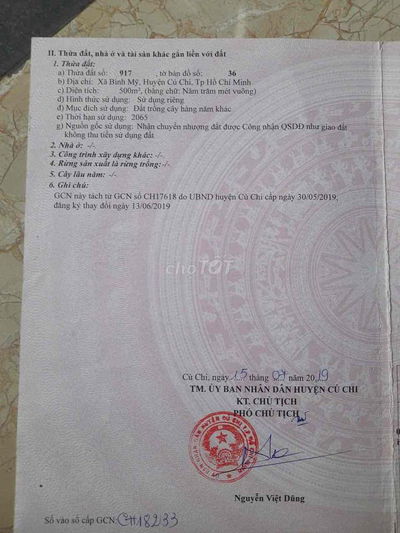 II. Thửa đất, nhà ở và tài sản khác gắn liền với đất
1. Thửa đất:
a) Thửa đất số: 917, tờ bản đồ số: 36
b) Địa chỉ: Xã Bình Mỹ, Huyện Củ Chi, Tp Hồ Chí Minh
c) Diện tích: 500m², (bằng chữ: Năm trăm mét vuông)
d) Hình thức sử dụng: Sử dụng riêng
đ) Mục đích sử dụng: Đất trồng cây hàng năm khác
e) Thời hạn sử dụng: 2065
g) Nguồn gốc sử dụng: Nhận chuyển nhượng đất được Công nhận QSDĐ như giao đất
không thu tiền sử dụng đất
2. Nhà ở: -/-
3. Công trình xây dựng khác: -/-
4. Rừng sản xuất là rừng trồng: -/-
5. Cây lâu năm: -/-
6. Ghi chú:
GCN này tách từ GCN số CH17618 do UBND huyện Củ Chi cấp ngày 30/05/2019,
đăng ký thay đổi ngày 13/06/2019
choTỐT
Củ Chi, ngày 15 tháng 07 năm 2019
TM. ỦY BAN NHÂN DÂN HUYỆN CỦ CHI
KT. CHỦ TỊCH
PHÓ CHỦ TỊCH
Nguyễn Việt Dũng
Số vào sổ cấp GCN: CH18233